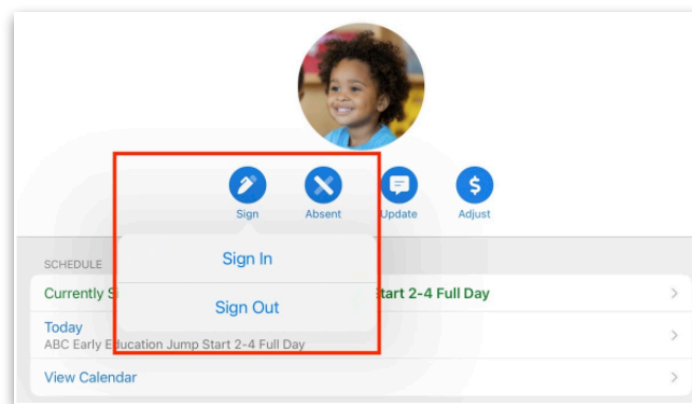 Sign Absent Update Adjust
Sign In
Sign Out
SCHEDULE
Currently S tart 2-4 Full Day
Today
ABC Early Education Jump Start 2-4 Full Day
View Calendar